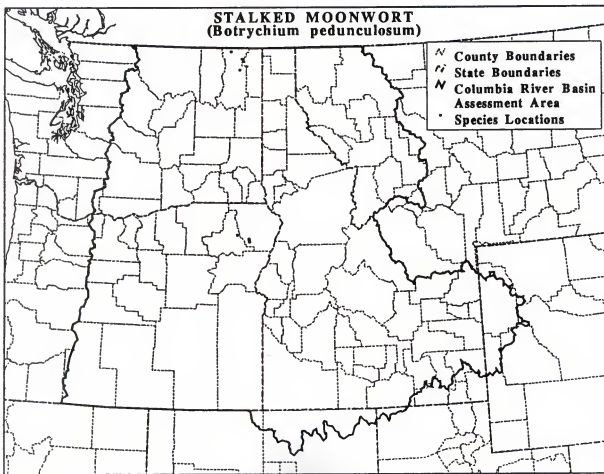 STALKED MOONWORT
(Botrychium pedunculosum)
County Boundaries
State Boundaries
Columbia River Basin
Assessment Area
Species Locations